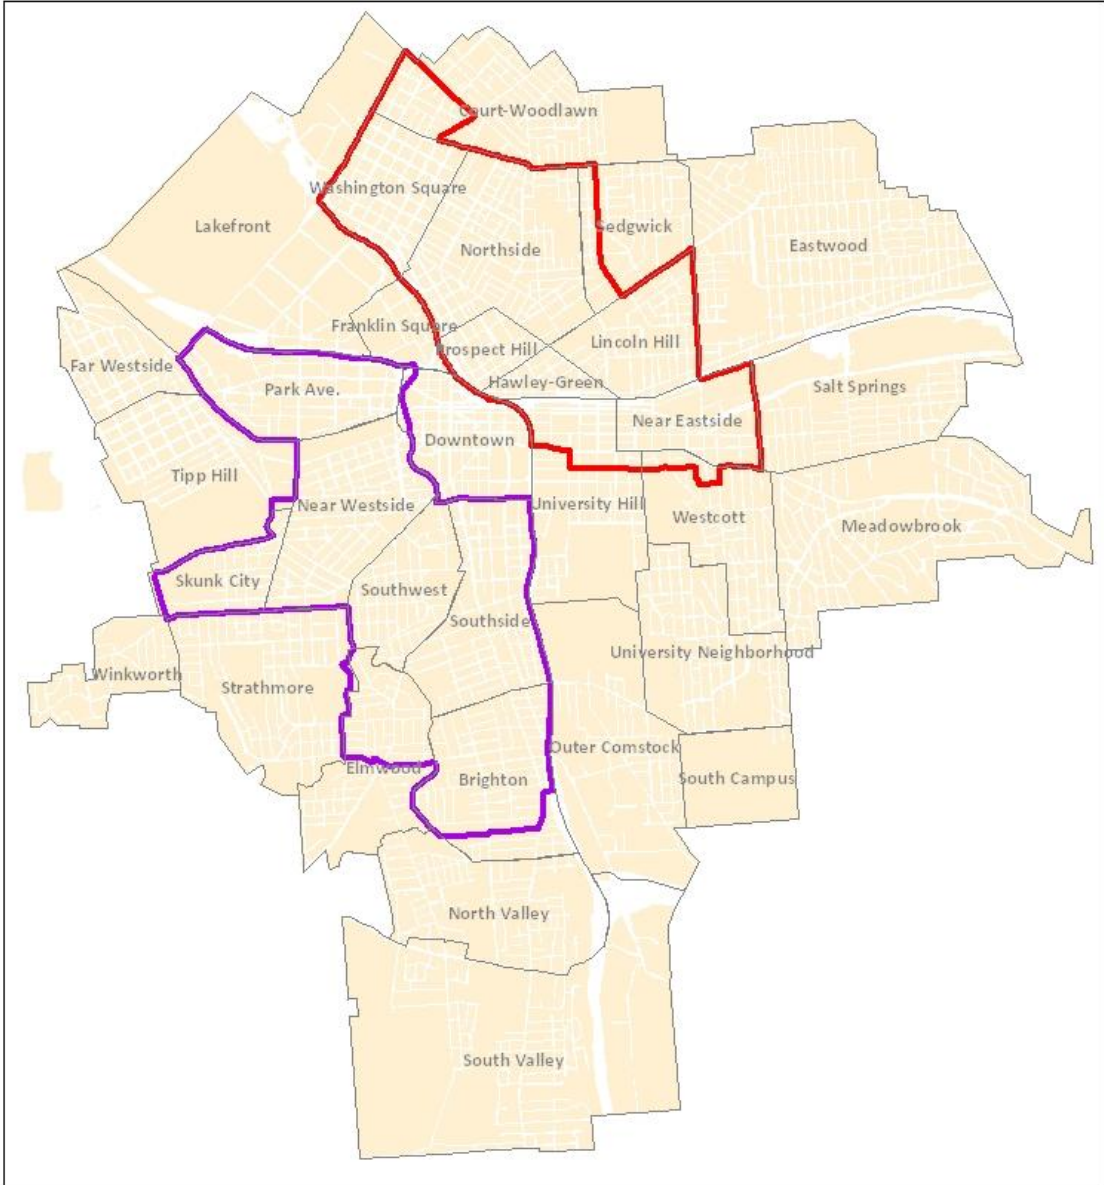 Court-Woodlawn
Washington Square
Lakefront
Sedgwick
Northside
Eastwood
Franklin Square
Prospect Hill
Lincoln Hill
Far Westside
Hawley-Green
Park Ave.
Salt Springs
Near Eastside
Downtown
Tipp Hill
Near Westside
University Hill
Westcott
Meadowbrook
Skunk City
Southwest
Southside
University Neighborhood
Winkworth
Strathmore
Outer Comstock
Elmwood
Brighton
South Campus
North Valley
South Valley